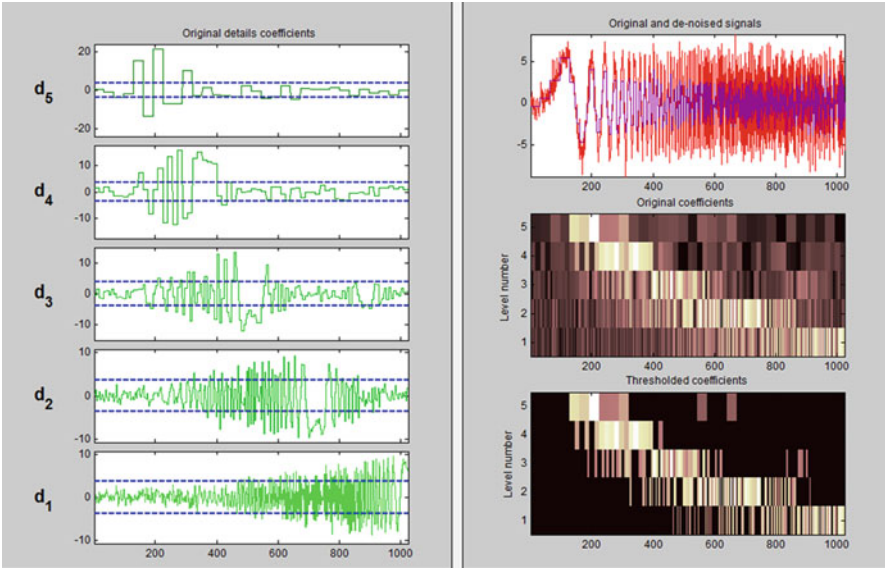 Original details coefficients
d5
20
0
-20
d4
10
0
-10
d3
10
0
-10
d2
10
0
-10
d1
10
0
-10
200 400 600 800 1000
Original and de-noised signals
5
0
-5
200 400 600 800 1000
Original coefficients
Level number
5
4
3
2
1
200 400 600 800 1000
Thresholded coefficients
Level number
5
4
3
2
1
200 400 600 800 1000